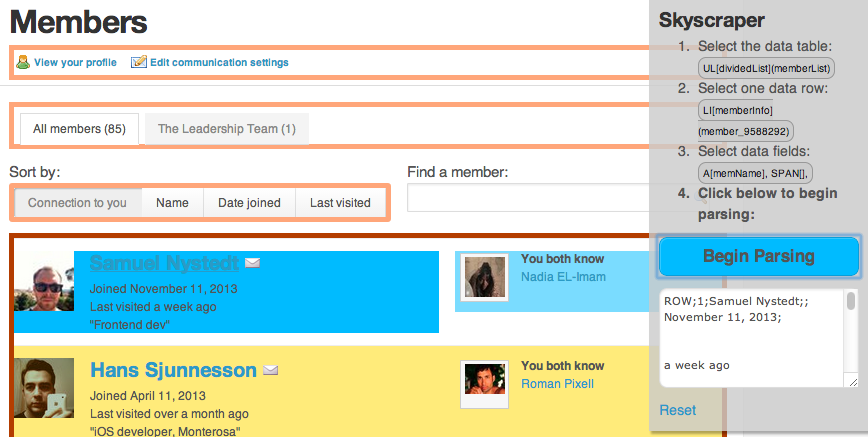 Members
View your profile
Edit communication settings
All members (85)
The Leadership Team (1)
Sort by:
Connection to you
Name
Date joined
Last visited
Find a member:
Samuel Nystedt
Joined November 11, 2013
Last visited a week ago
"Frontend dev"
You both know
Nadia EL-Imam
Hans Sjunnesson
Joined April 11, 2013
Last visited over a month ago
"iOS developer, Monterosa"
You both know
Roman Pixell
Skyscraper
1. Select the data table:
UL[dividedList](memberList)
2. Select one data row:
LI[memberInfo]
(member_9588292)
3. Select data fields:
A[memName], SPAN[],
4. Click below to begin
parsing:
Begin Parsing
ROW;1;Samuel Nystedt;;
November 11, 2013;
a week ago
Reset